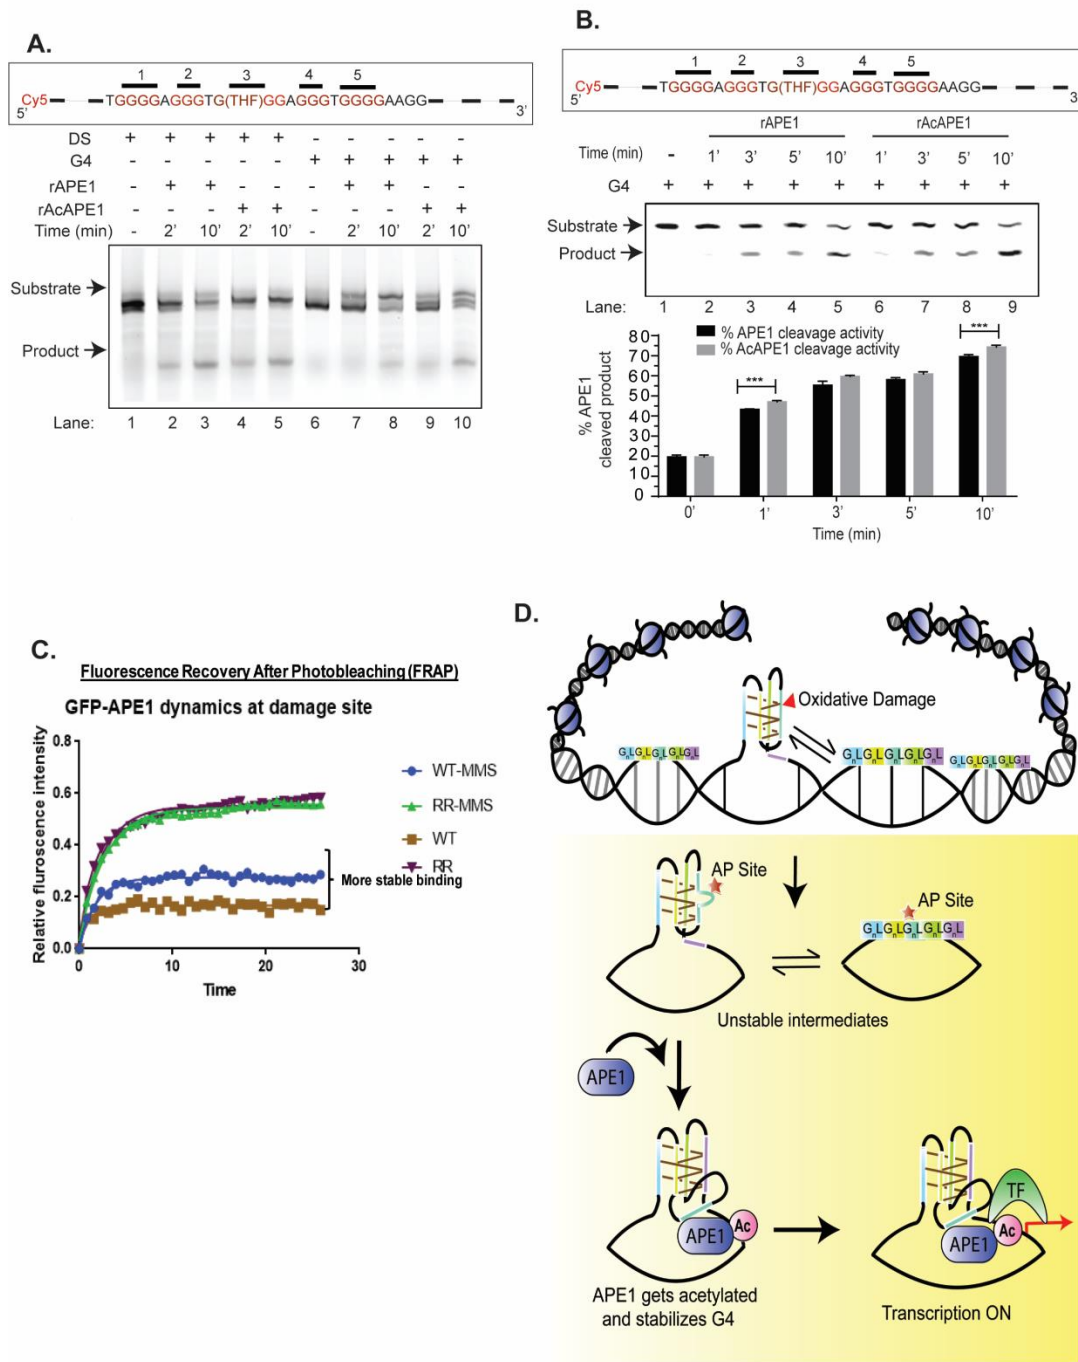 A.
1 2 3 4 5
Cy5 TGGGGAGGGTG(THF)GGAGGGTGGGGAAGG
5' 3'
DS + + + + + - - - - -
G4 - - - - - + + + + +
rAPE1 - + + - - - + + - -
rAcAPE1 - - - + + - - - + +
Time (min) - 2' 10' 2' 10' - 2' 10' 2' 10'
Substrate
Product
Lane: 1 2 3 4 5 6 7 8 9 10
B.
1 2 3 4 5
Cy5 TGGGGAGGGTG(THF)GGAGGGTGGGGAAGG
5' 3
rAPE1 rAcAPE1
Time (min) - 1' 3' 5' 10' 1' 3' 5' 10'
G4 + + + + + + + + +
Substrate
Product
Lane: 1 2 3 4 5 6 7 8 9
% APE1 cleavage activity
% AcAPE1 cleavage activity
*** ***
% APE1
cleaved product
80
70
60
50
40
30
20
10
0
0' 1' 3' 5' 10'
Time (min)
C.
Fluorescence Recovery After Photobleaching (FRAP)
GFP-APE1 dynamics at damage site
Relative fluroscence intensity
0.8
0.6
0.4
0.2
0.0
0 10 20 30
Time
WT-MMS
RR-MMS
WT
RR
More stable binding
D.
Oxidative Damage
GnLGnLGnLGnLGnL
GnLGnLGnLGnLGnL
GnLGnLGnLGnLGnL
AP Site
AP Site
GnLGnLGnLGnLGnL
Unstable intermediates
APE1
APE1 Ac
APE1 gets acetylated
and stabilizes G4
TF
APE1 Ac
Transcription ON